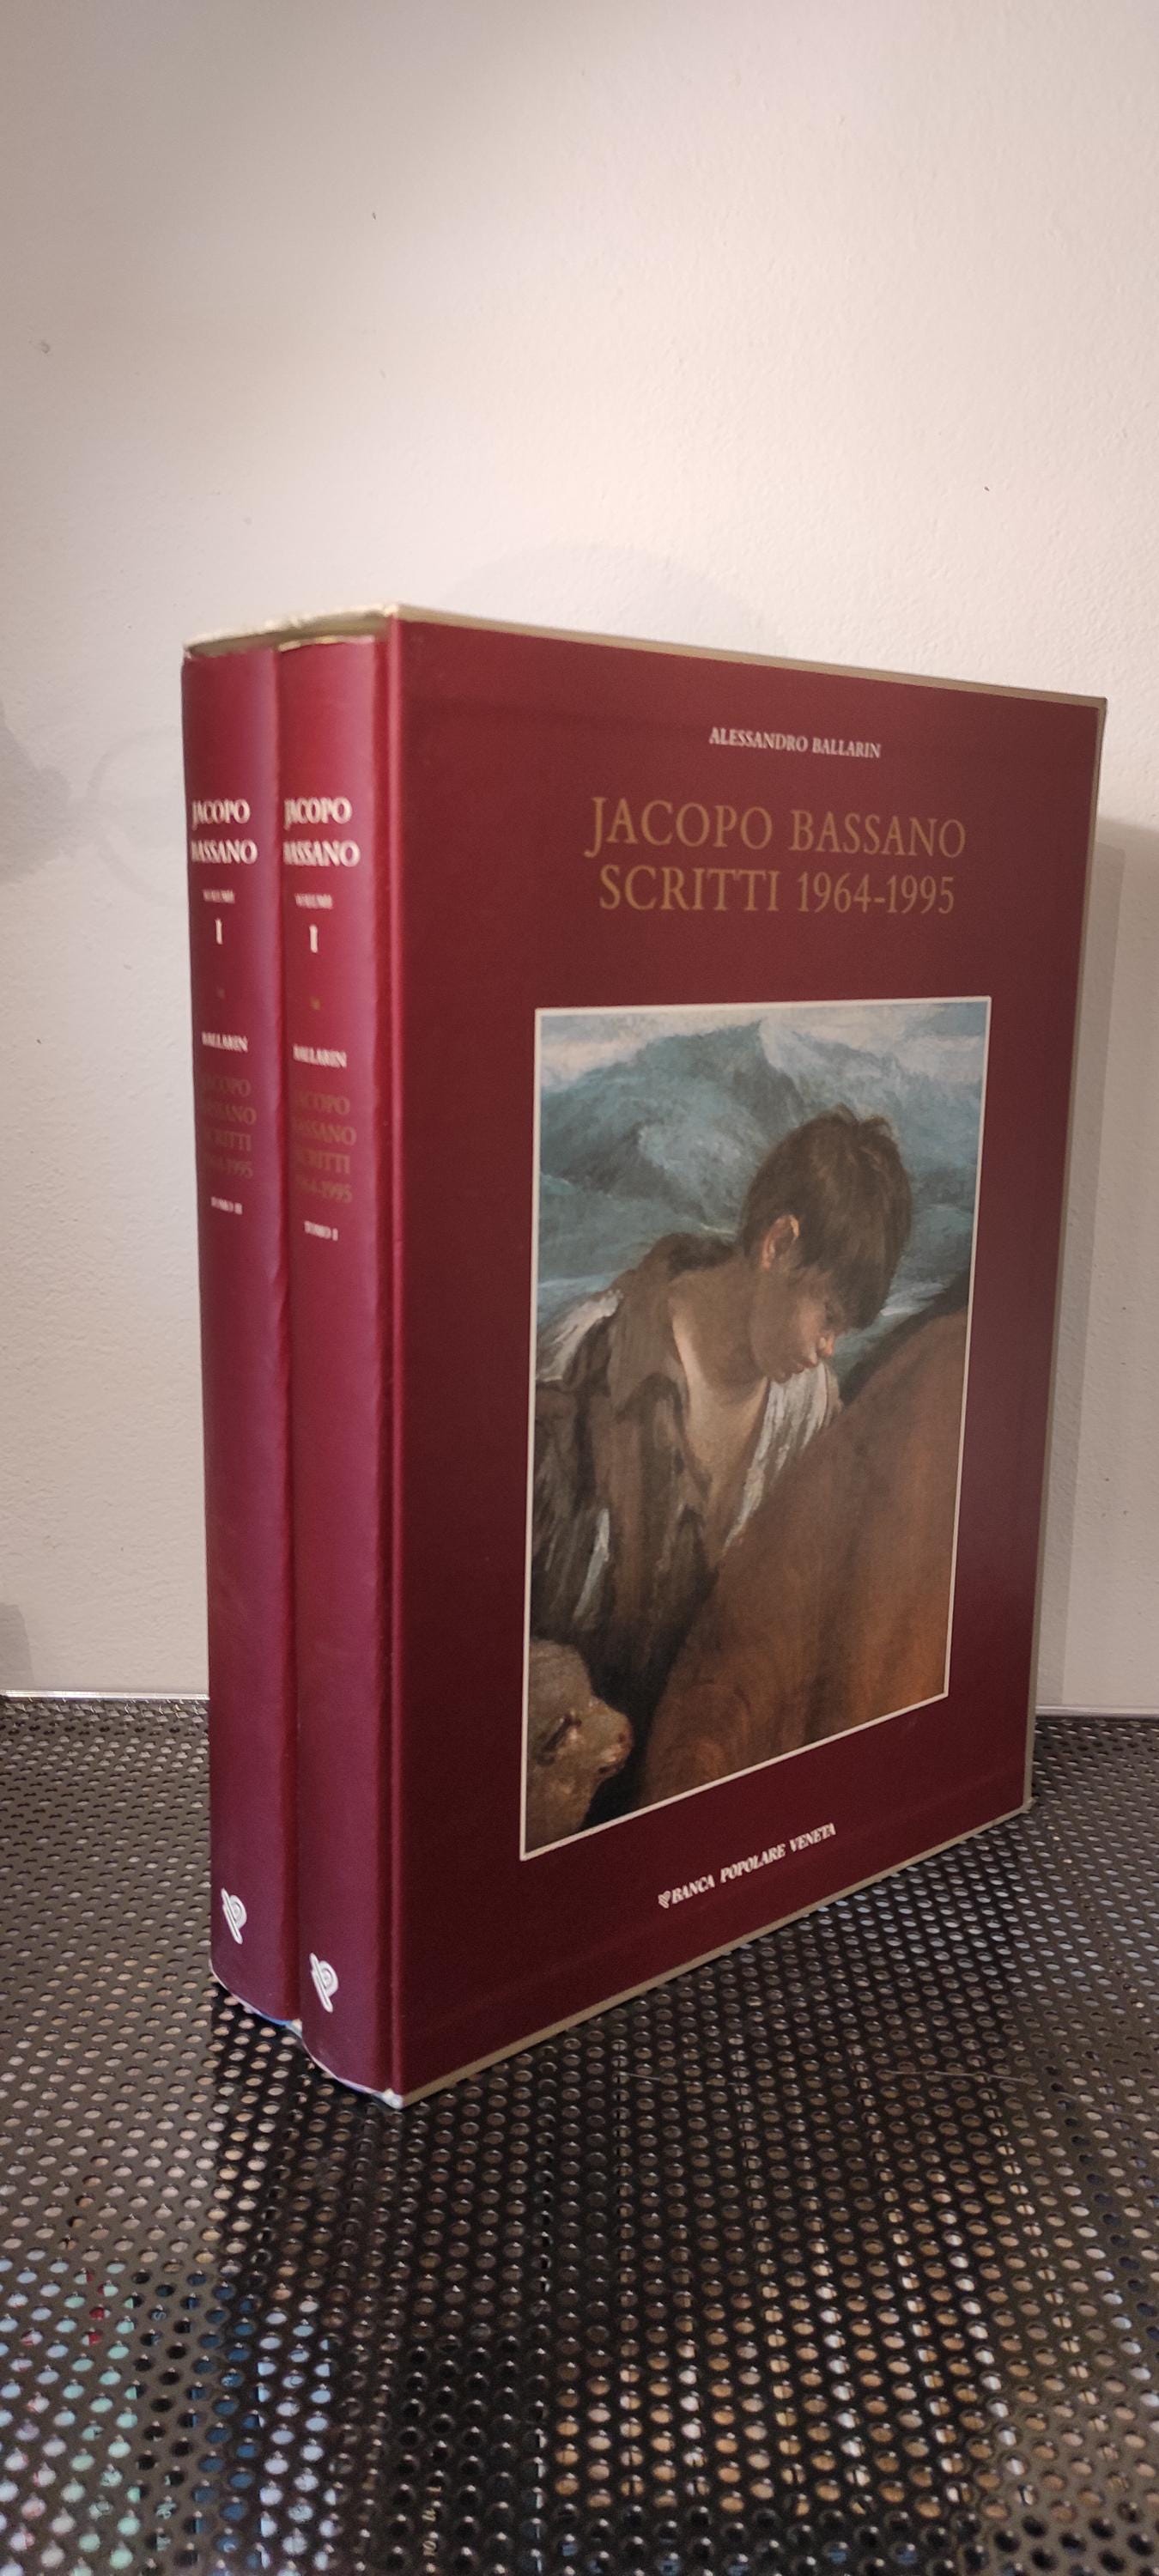 JACOPO
BASSANO
VOLUME
I
BALLARIN
JACOPO
BASSANO
SCRITTI
1964-1995
TOMO II
JACOPO
BASSANO
VOLUME
I
BALLARIN
JACOPO
BASSANO
SCRITTI
1964-1995
TOMO I
ALESSANDRO BALLARIN
JACOPO BASSANO
SCRITTI 1964-1995
BANCA POPOLARE VENETA